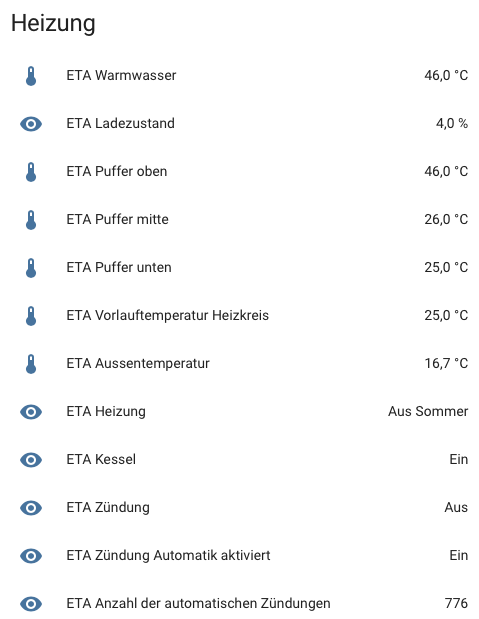 Heizung
ETA Warmwasser 46,0 °C
ETA Ladezustand 4,0 %
ETA Puffer oben 46,0 °C
ETA Puffer mitte 26,0 °C
ETA Puffer unten 25,0 °C
ETA Vorlauftemperatur Heizkreis 25,0 °C
ETA Aussentemperatur 16,7 °C
ETA Heizung Aus Sommer
ETA Kessel Ein
ETA Zündung Aus
ETA Zündung Automatik aktiviert Ein
ETA Anzahl der automatischen Zündungen 776